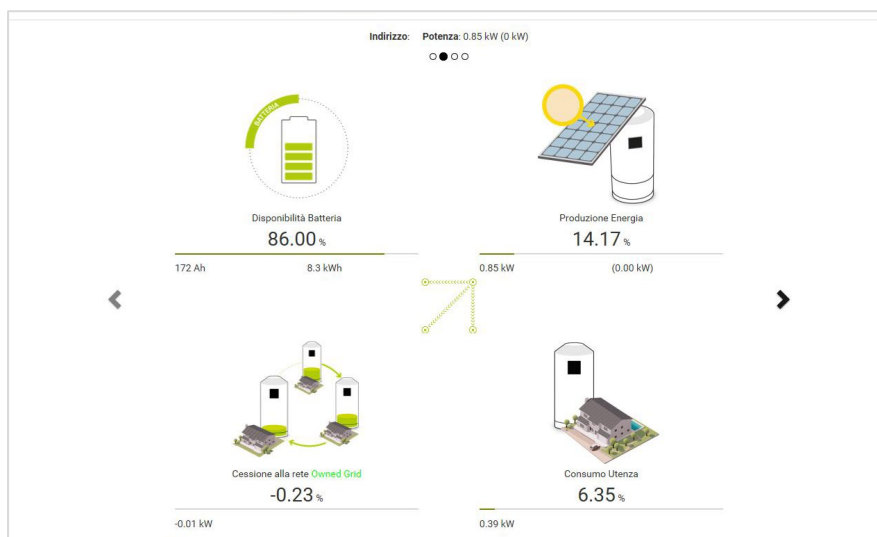 Indirizzo: Potenza: 0.85 kW (0 kW)
BATTERIA
Disponibilità Batteria
86.00 %
172 Ah 8.3 kWh
Produzione Energia
14.17 %
0.85 kW (0.00 kW)
Cessione alla rete Owned Grid
-0.23 %
-0.01 kW
Consumo Utenza
6.35 %
0.39 kW